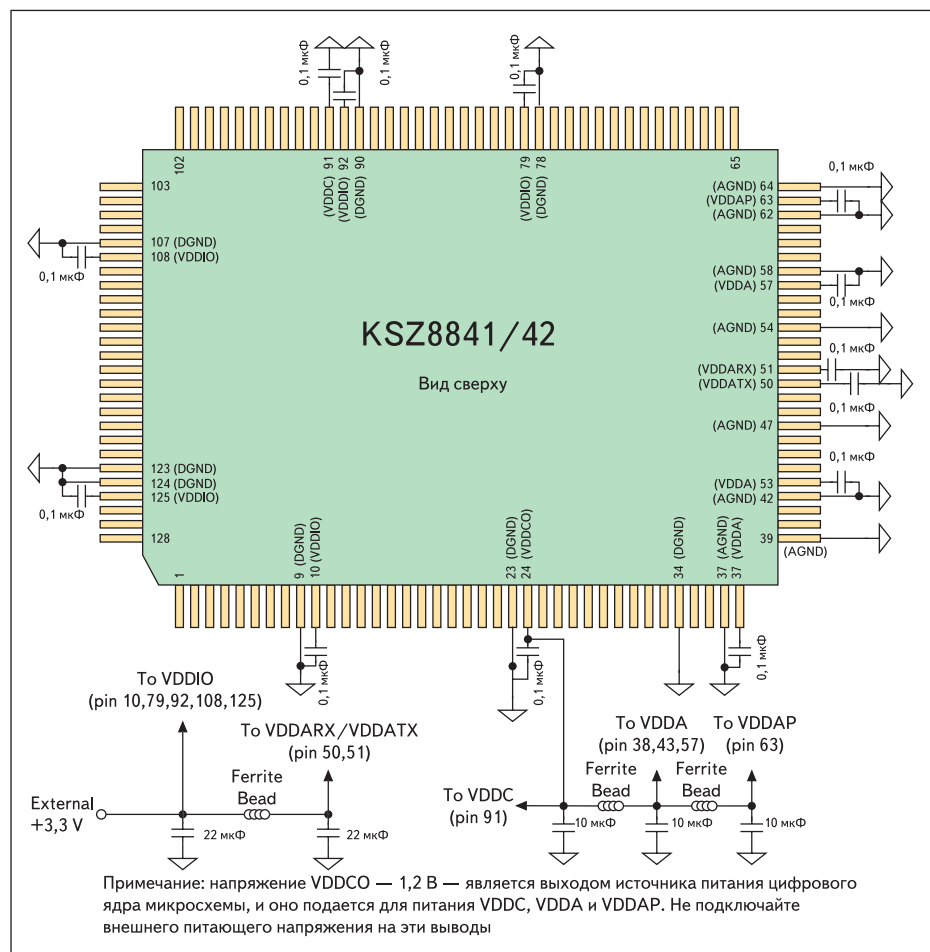 0,1 мкФ
0,1 мкФ
0,1 мкФ
102
91
92
90
79
78
65
(VDDC)
(VDDIO)
(DGND)
(VDDIO)
(DGND)
103
107 (DGND)
108 (VDDIO)
0,1 мкФ
123 (DGND)
124 (DGND)
125 (VDDIO)
0,1 мкФ
128
KSZ8841/42
Вид сверху
0,1 мкФ
(AGND) 64
(VDDAP) 63
(AGND) 62
(AGND) 58
(VDDA) 57
0,1 мкФ
(AGND) 54
0,1 мкФ
(VDDARX) 51
(VDDATX) 50
0,1 мкФ
(AGND) 47
0,1 мкФ
(VDDA) 53
(AGND) 42
39
(AGND)
1
9 (DGND)
10 (VDDIO)
23 (DGND)
24 (VDDCO)
34 (DGND)
37 (AGND)
37 (VDDA)
0,1 мкФ
0,1 мкФ
0,1 мкФ
To VDDIO
(pin 10,79,92,108,125)
To VDDARX/VDDATX
(pin 50,51)
Ferrite
Bead
External
+3,3 V
22 мкФ
22 мкФ
To VDDA
(pin 38,43,57)
To VDDAP
(pin 63)
Ferrite
Bead
Ferrite
Bead
To VDDC
(pin 91)
10 мкФ
10 мкФ
10 мкФ
Примечание: напряжение VDDCO — 1,2 В — является выходом источника питания цифрового
ядра микросхемы, и оно подается для питания VDDC, VDDA и VDDAP. Не подключайте
внешнего питающего напряжения на эти выводы